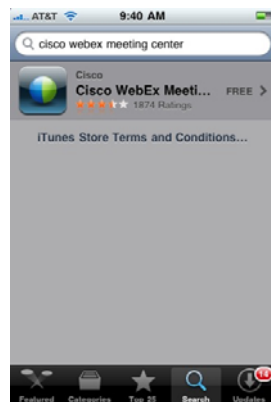 AT&T 9:40 AM
cisco webex meeting center
Cisco
Cisco WebEx Meeti... FREE
1874 Ratings
iTunes Store Terms and Conditions...
14
Featured Categories Top 25 Search Updates